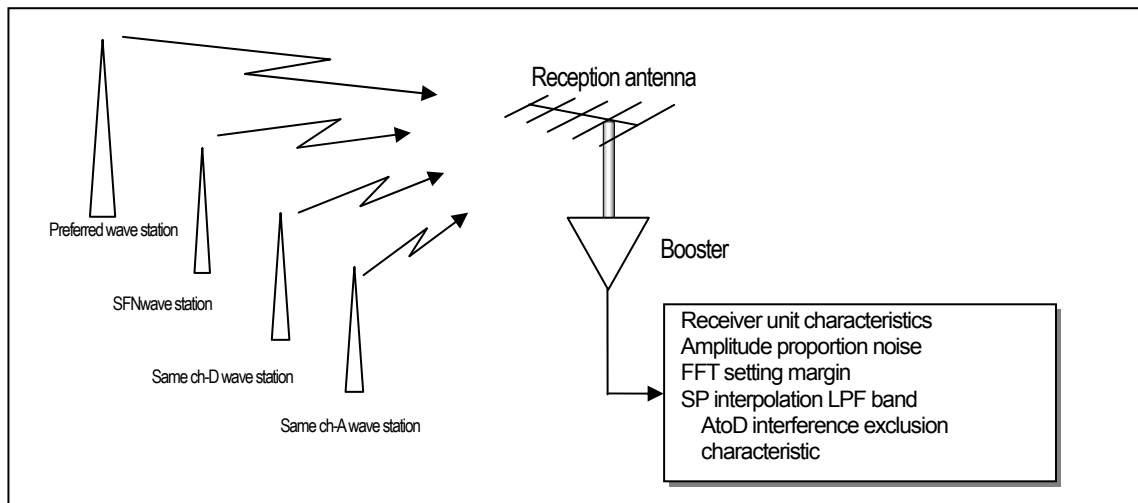 Reception antenna
Preferred wave station
Booster
SFNwave station
Same ch-D wave station
Same ch-A wave station
Receiver unit characteristics
Amplitude proportion noise
FFT setting margin
SP interpolation LPF band
AtoD interference exclusion
characteristic